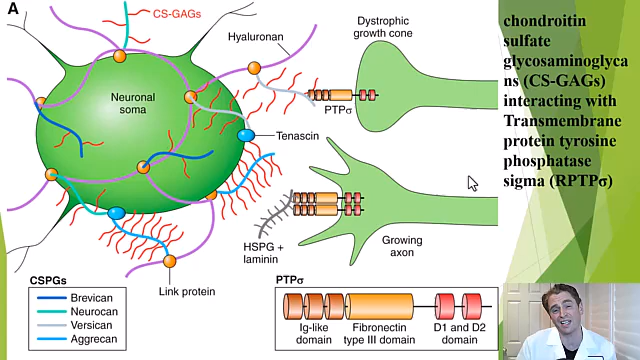 A
CS-GAGs
Hyaluronan
Dystrophic
growth cone
Neuronal
soma
PTPσ
Tenascin
HSPG +
laminin
Growing
axon
Link protein
CSPGs
Brevican
Neurocan
Versican
Aggrecan
PTPσ
Ig-like
domain
Fibronectin
type III domain
D1 and D2
domain
chondroitin
sulfate
glycosaminoglyca
ns (CS-GAGs)
interacting with
Transmembrane
protein tyrosine
phosphatase
sigma (RPTPσ)